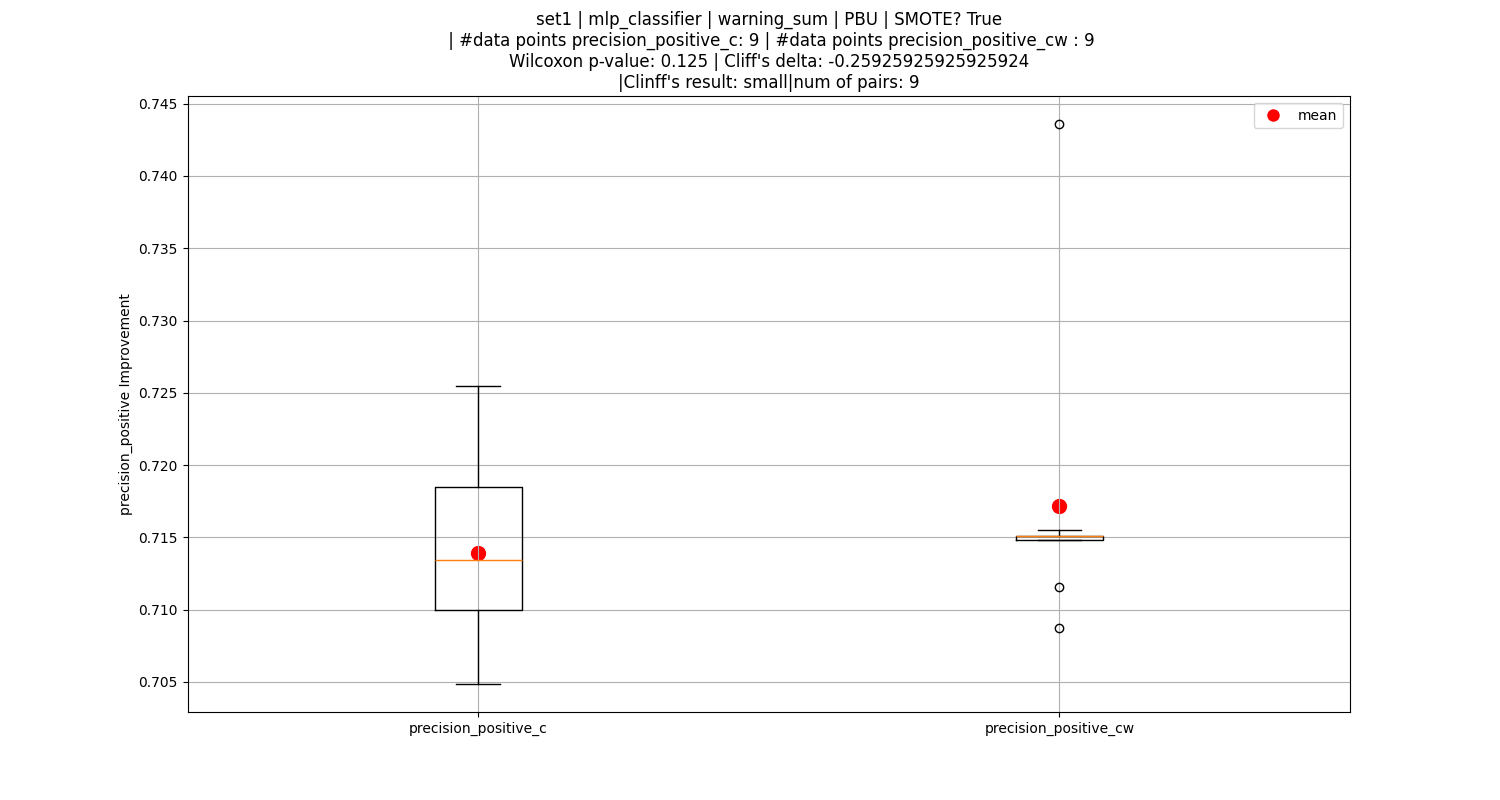 set1 | mlp_classifier | warning_sum | PBU | SMOTE? True
| #data points precision_positive_c: 9 | #data points precision_positive_cw : 9
Wilcoxon p-value: 0.125 | Cliff's delta: -0.25925925925925924
|Clinff's result: small|num of pairs: 9
mean
precision_positive Improvement
0.745
0.740
0.735
0.730
0.725
0.720
0.715
0.710
0.705
precision_positive_c
precision_positive_cw